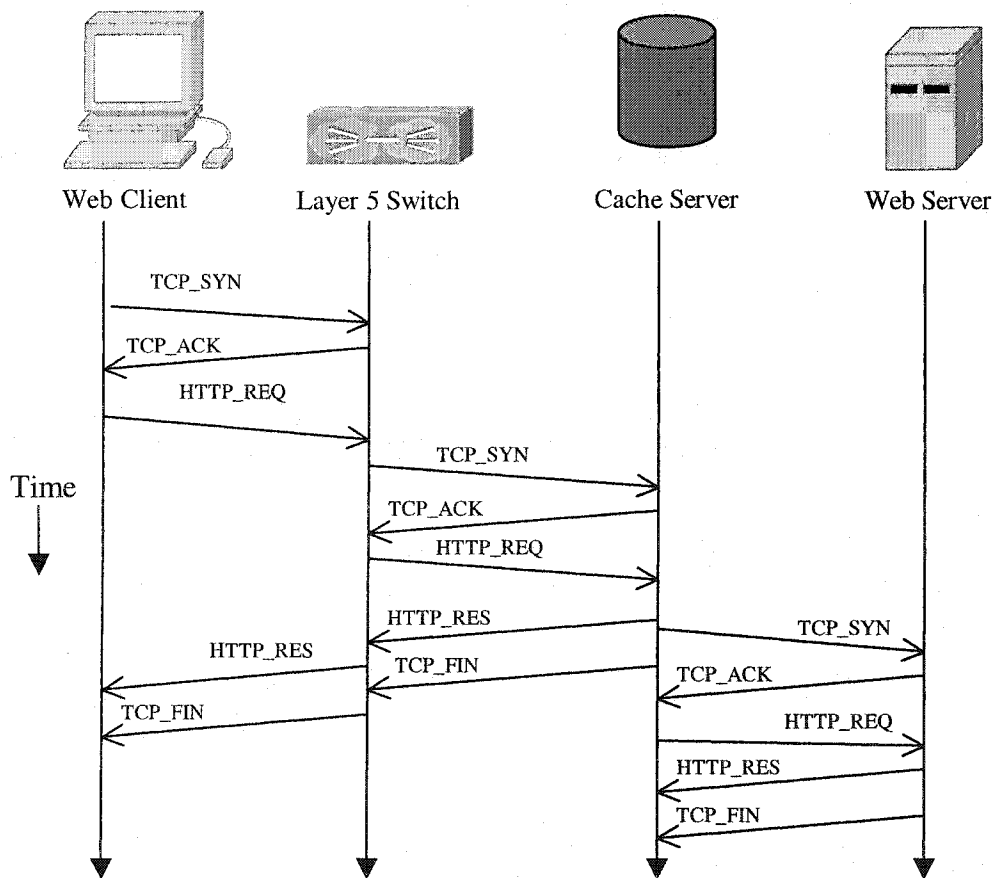 Web Client
Layer 5 Switch
Cache Server
Web Server
TCP_SYN
TCP_ACK
HTTP_REQ
TCP_SYN
Time
TCP_ACK
HTTP_REQ
HTTP_RES
TCP_SYN
HTTP_RES
TCP_FIN
TCP_ACK
TCP_FIN
HTTP_REQ
HTTP_RES
TCP_FIN